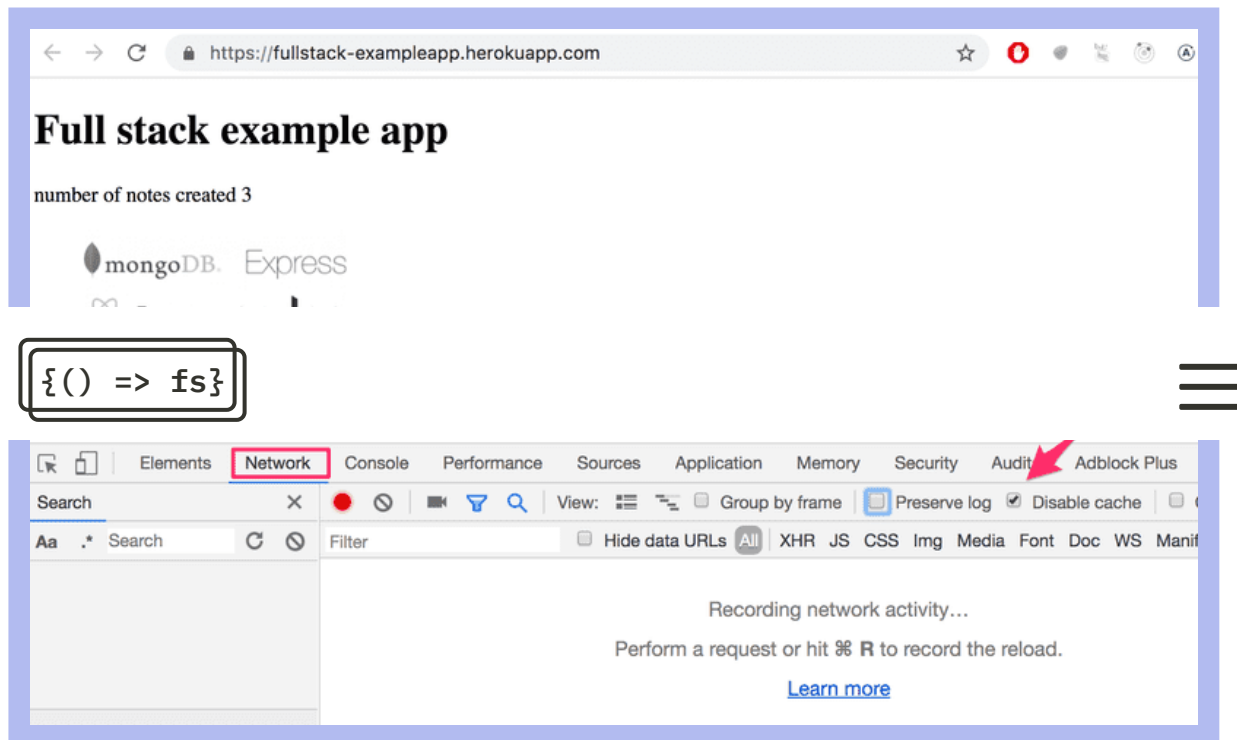 https://fullstack-exampleapp.herokuapp.com
Full stack example app
number of notes created 3
mongoDB. Express
{() => fs}
Elements Network Console Performance Sources Application Memory Security Audit Adblock Plus
Search View: Group by frame Preserve log Disable cache
Aa .* Search Filter Hide data URLs All XHR JS CSS Img Media Font Doc WS Manif
Recording network activity…
Perform a request or hit ⌘ R to record the reload.
Learn more